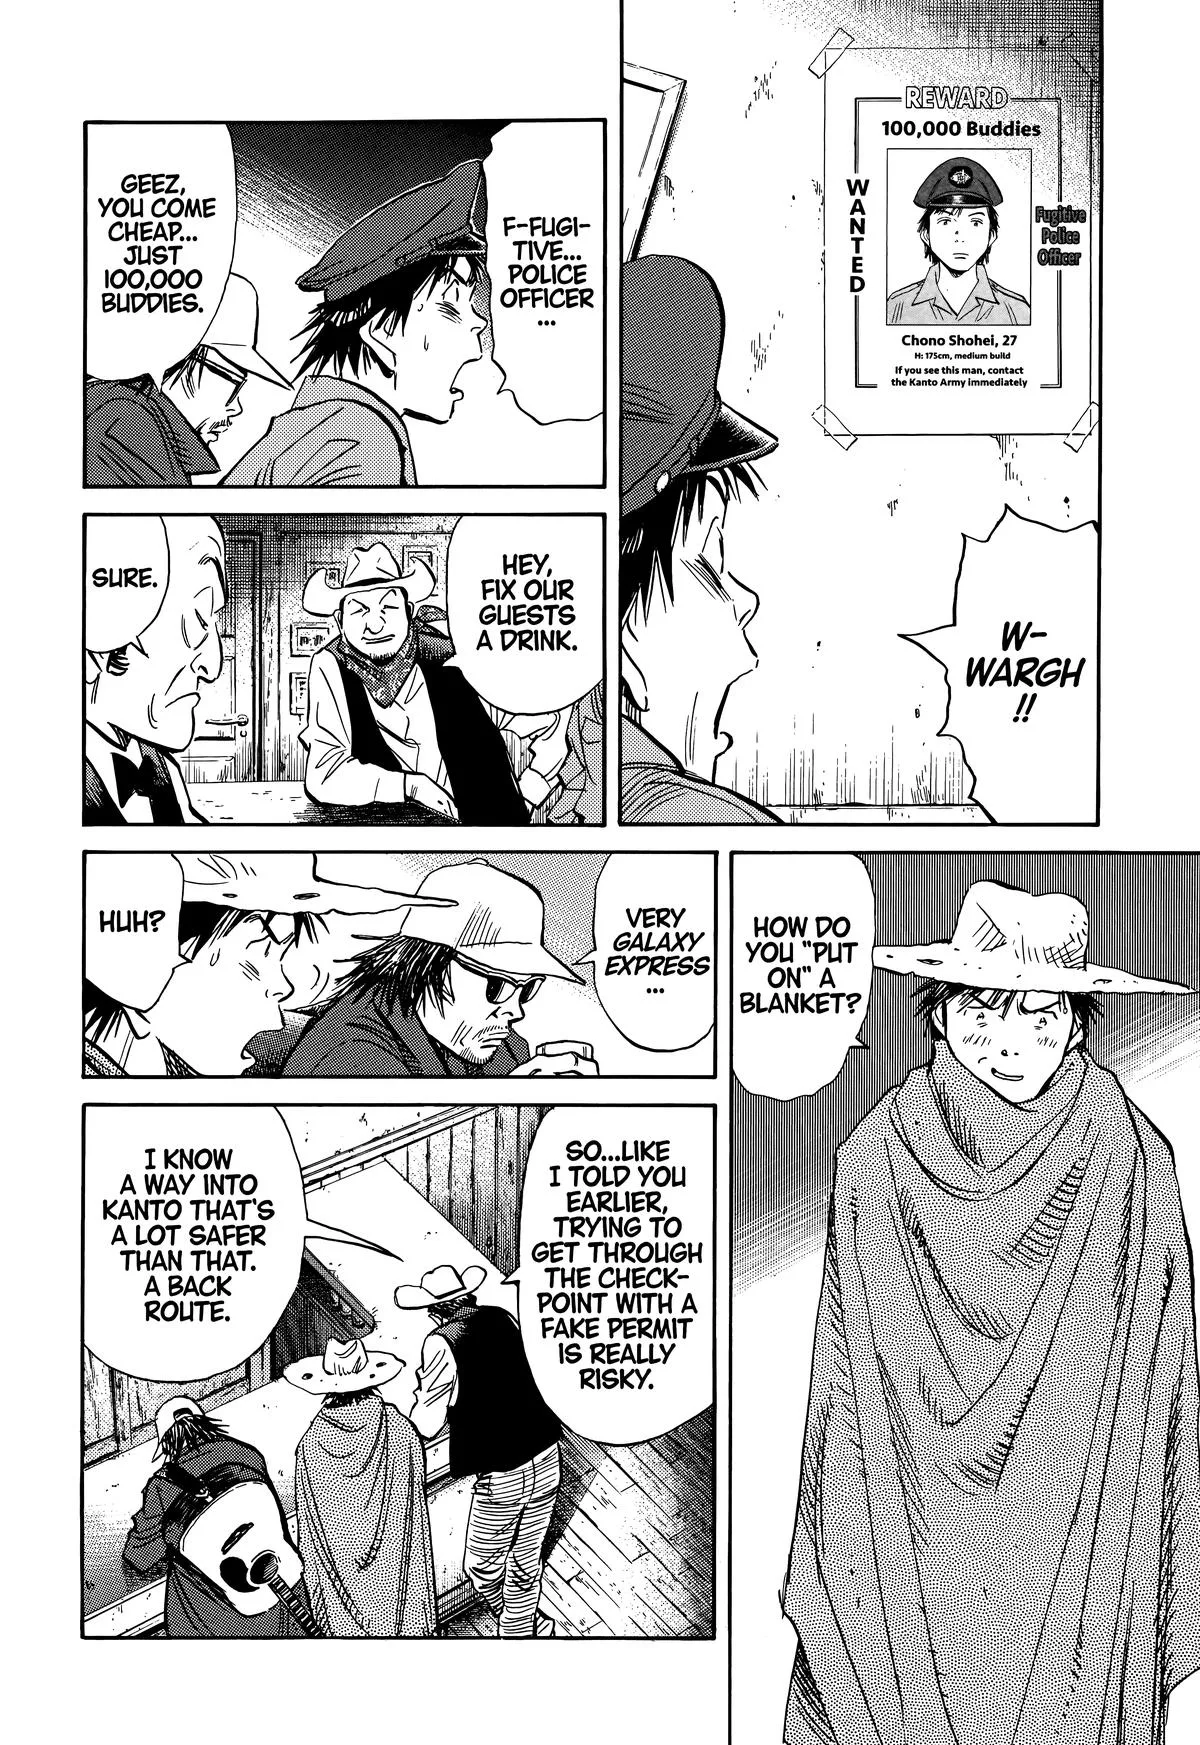 REWARD
100,000 Buddies
WANTED
Fugitive
Police
Officer
Chono Shohei, 27
H: 175cm, medium build
If you see this man, contact
the Kanto Army immediately
W-
WARGH
!!
F-FUGI-
TIVE...
POLICE
OFFICER
...
GEEZ,
YOU COME
CHEAP...
JUST
100,000
BUDDIES.
HEY,
FIX OUR
GUESTS
A DRINK.
SURE.
HOW DO
YOU "PUT
ON" A
BLANKET?
VERY
GALAXY
EXPRESS
...
HUH?
SO...LIKE
I TOLD YOU
EARLIER,
TRYING TO
GET THROUGH
THE CHECK-
POINT WITH A
FAKE PERMIT
IS REALLY
RISKY.
I KNOW
A WAY INTO
KANTO THAT'S
A LOT SAFER
THAN THAT.
A BACK
ROUTE.